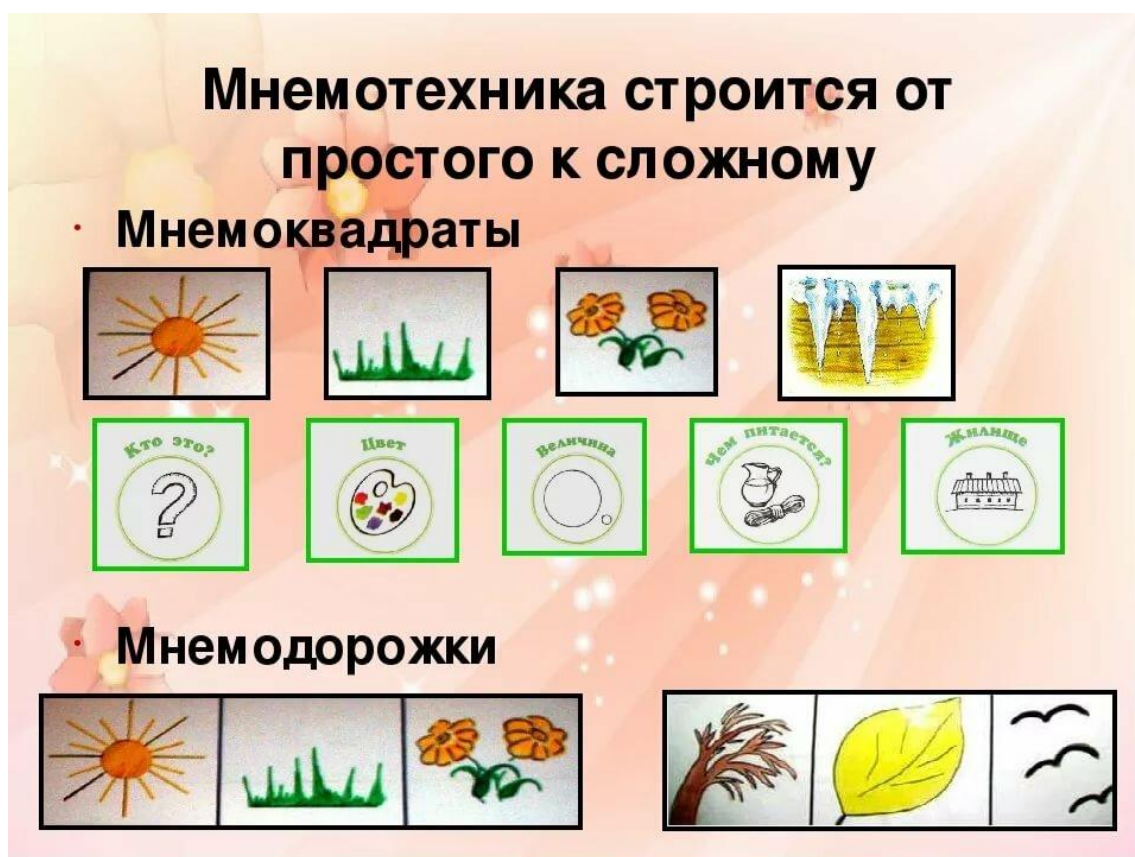 Мнемотехника строится от
простого к сложному
Мнемоквадраты
Кто это?
Цвет
Величина
Чем питается?
Жилище
Мнемодорожки